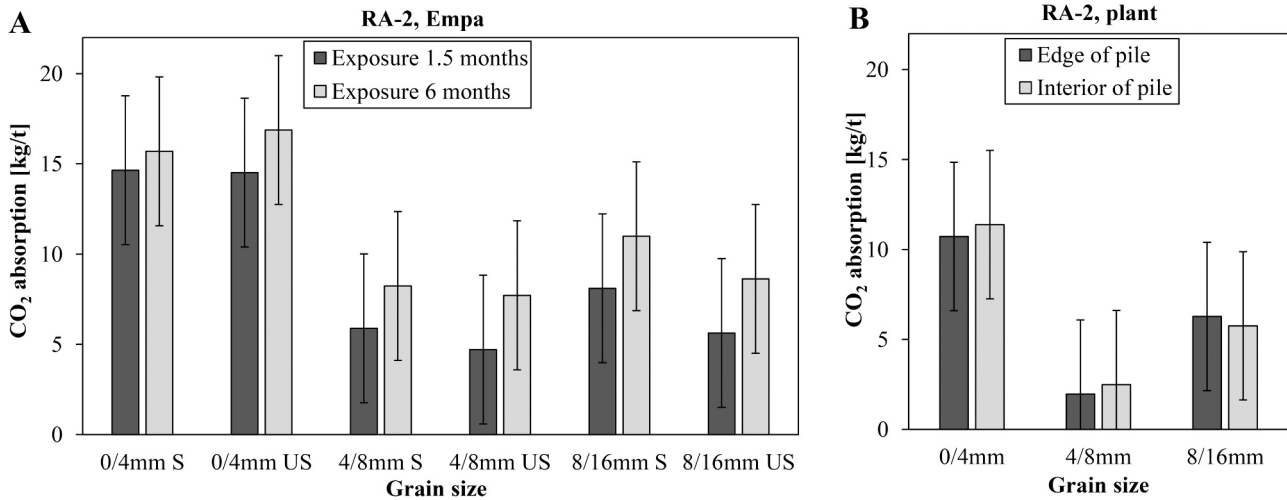 A
RA-2, Empa
Exposure 1.5 months
Exposure 6 months
CO₂ absorption [kg/t]
20
15
10
5
0
0/4mm S 0/4mm US 4/8mm S 4/8mm US 8/16mm S 8/16mm US
Grain size
B
RA-2, plant
Edge of pile
Interior of pile
CO₂ absorption [kg/t]
20
15
10
5
0
0/4mm 4/8mm 8/16mm
Grain size